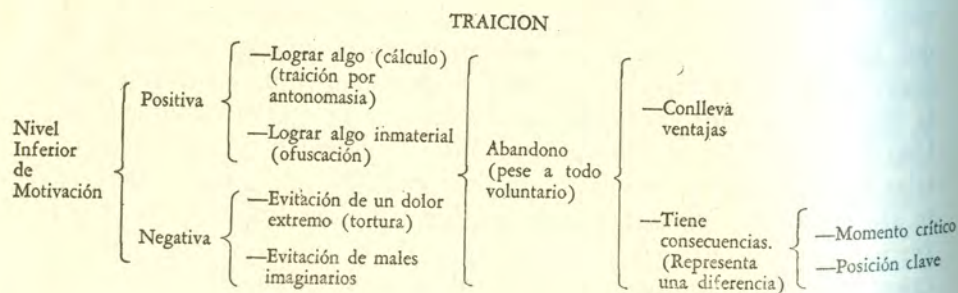 TRAICION
Nivel
Inferior
de
Motivación
Positiva
—Lograr algo (cálculo)
(traición por
antonomasia)
—Lograr algo inmaterial
(ofuscación)
Negativa
—Evitación de un dolor
extremo (tortura)
—Evitación de males
imaginarios
Abandono
(pese a todo
voluntario)
—Conlleva
ventajas
—Tiene
consecuencias.
(Representa
una diferencia)
—Momento crítico
—Posición clave